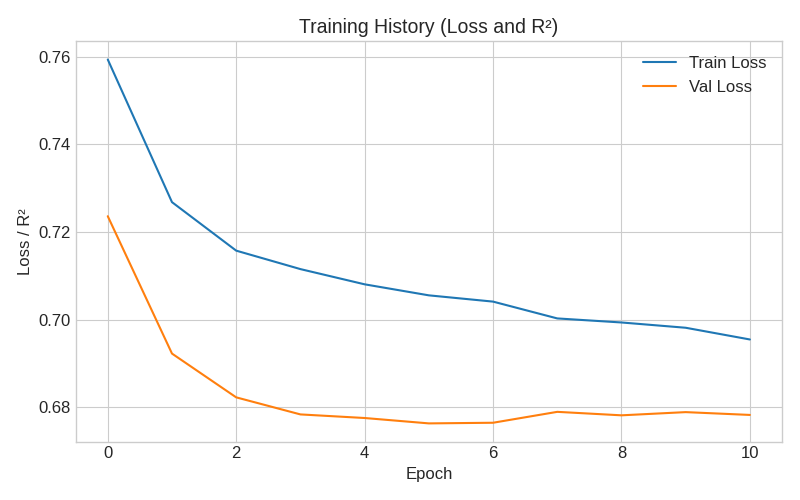 Training History (Loss and R²)
Train Loss
Val Loss
Loss / R²
0.76
0.74
0.72
0.70
0.68
0 2 4 6 8 10
Epoch